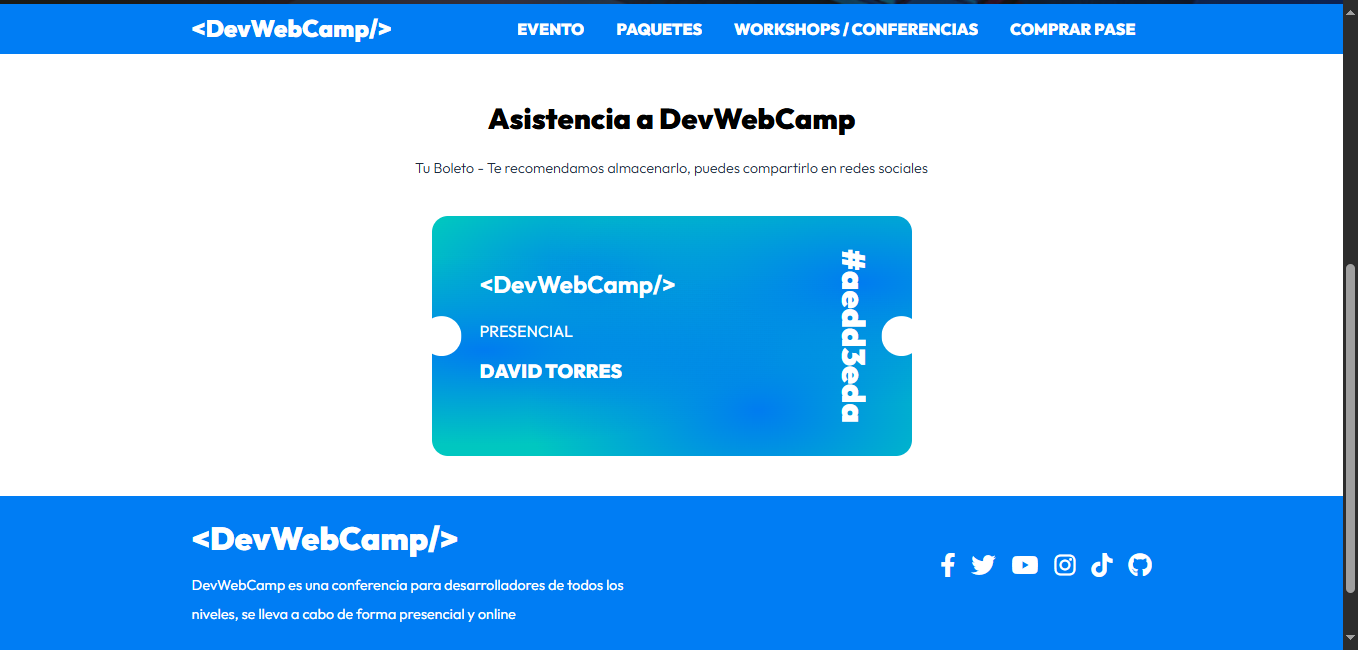 <DevWebCamp/>
EVENTO
PAQUETES
WORKSHOPS / CONFERENCIAS
COMPRAR PASE
Asistencia a DevWebCamp
Tu Boleto - Te recomendamos almacenarlo, puedes compartirlo en redes sociales
<DevWebCamp/>
PRESENCIAL
DAVID TORRES
#aedd3eda
<DevWebCamp/>
DevWebCamp es una conferencia para desarrolladores de todos los
niveles, se lleva a cabo de forma presencial y online